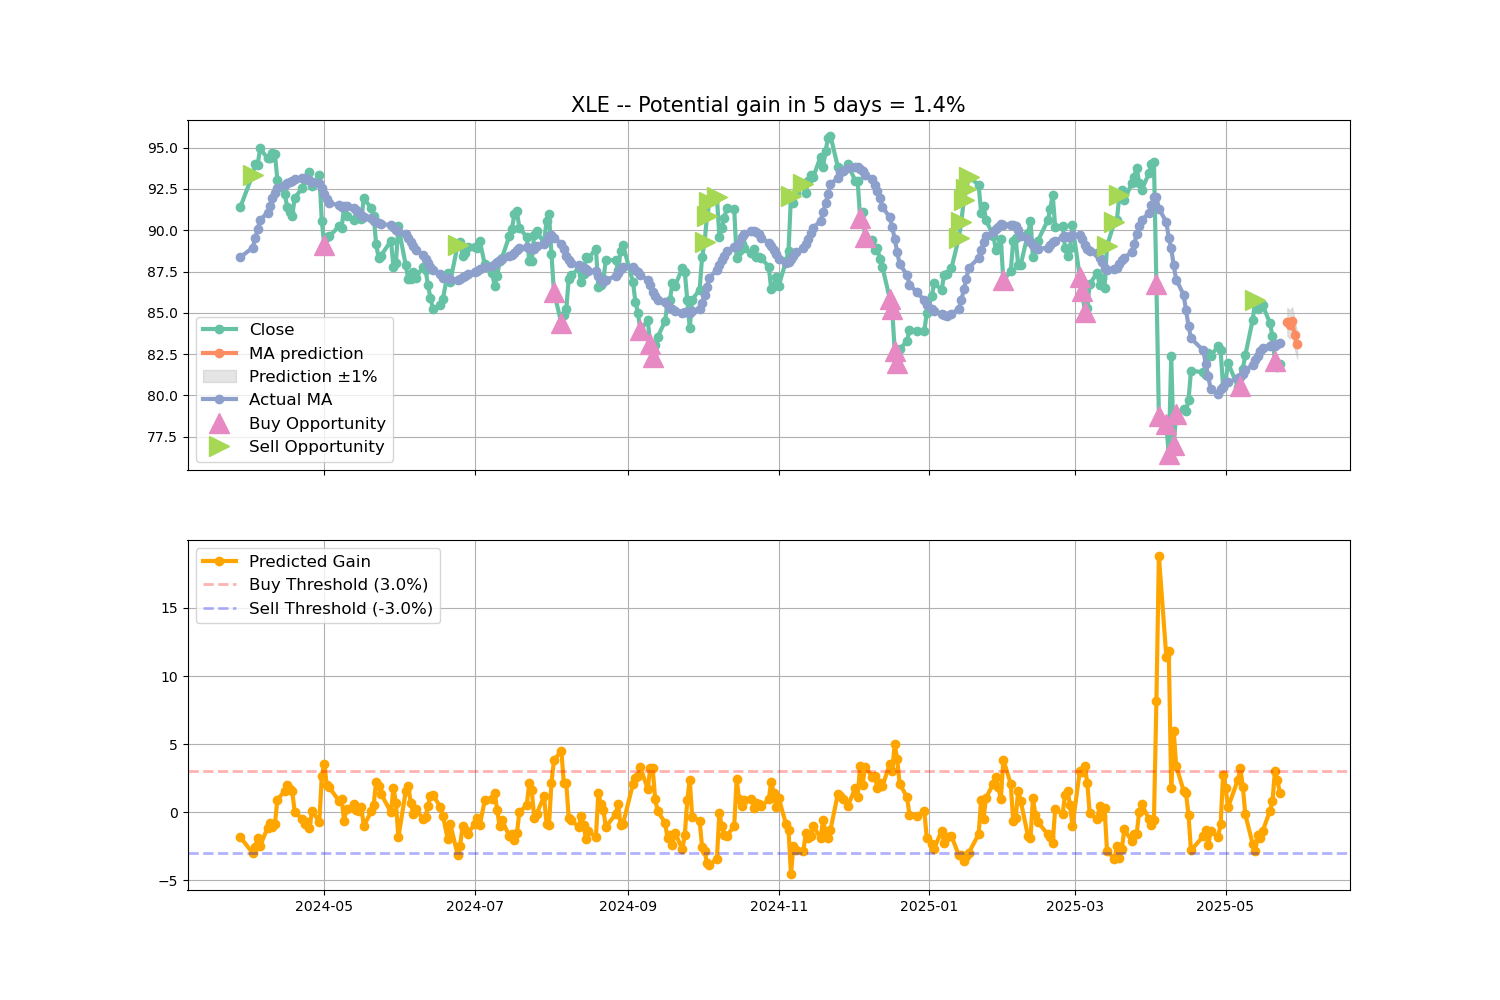 XLE -- Potential gain in 5 days = 1.4%
95.0
92.5
90.0
87.5
85.0
82.5
80.0
77.5
Close
MA prediction
Prediction ±1%
Actual MA
Buy Opportunity
Sell Opportunity
Predicted Gain
Buy Threshold (3.0%)
Sell Threshold (-3.0%)
15
10
5
0
−5
2024-05
2024-07
2024-09
2024-11
2025-01
2025-03
2025-05